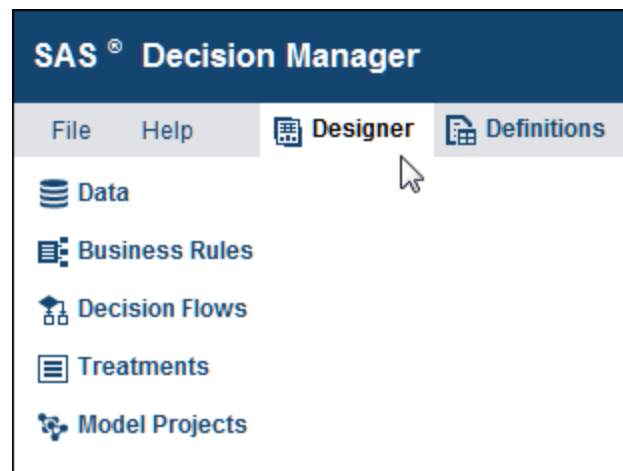 SAS ® Decision Manager
File Help Designer Definitions
Data
Business Rules
Decision Flows
Treatments
Model Projects